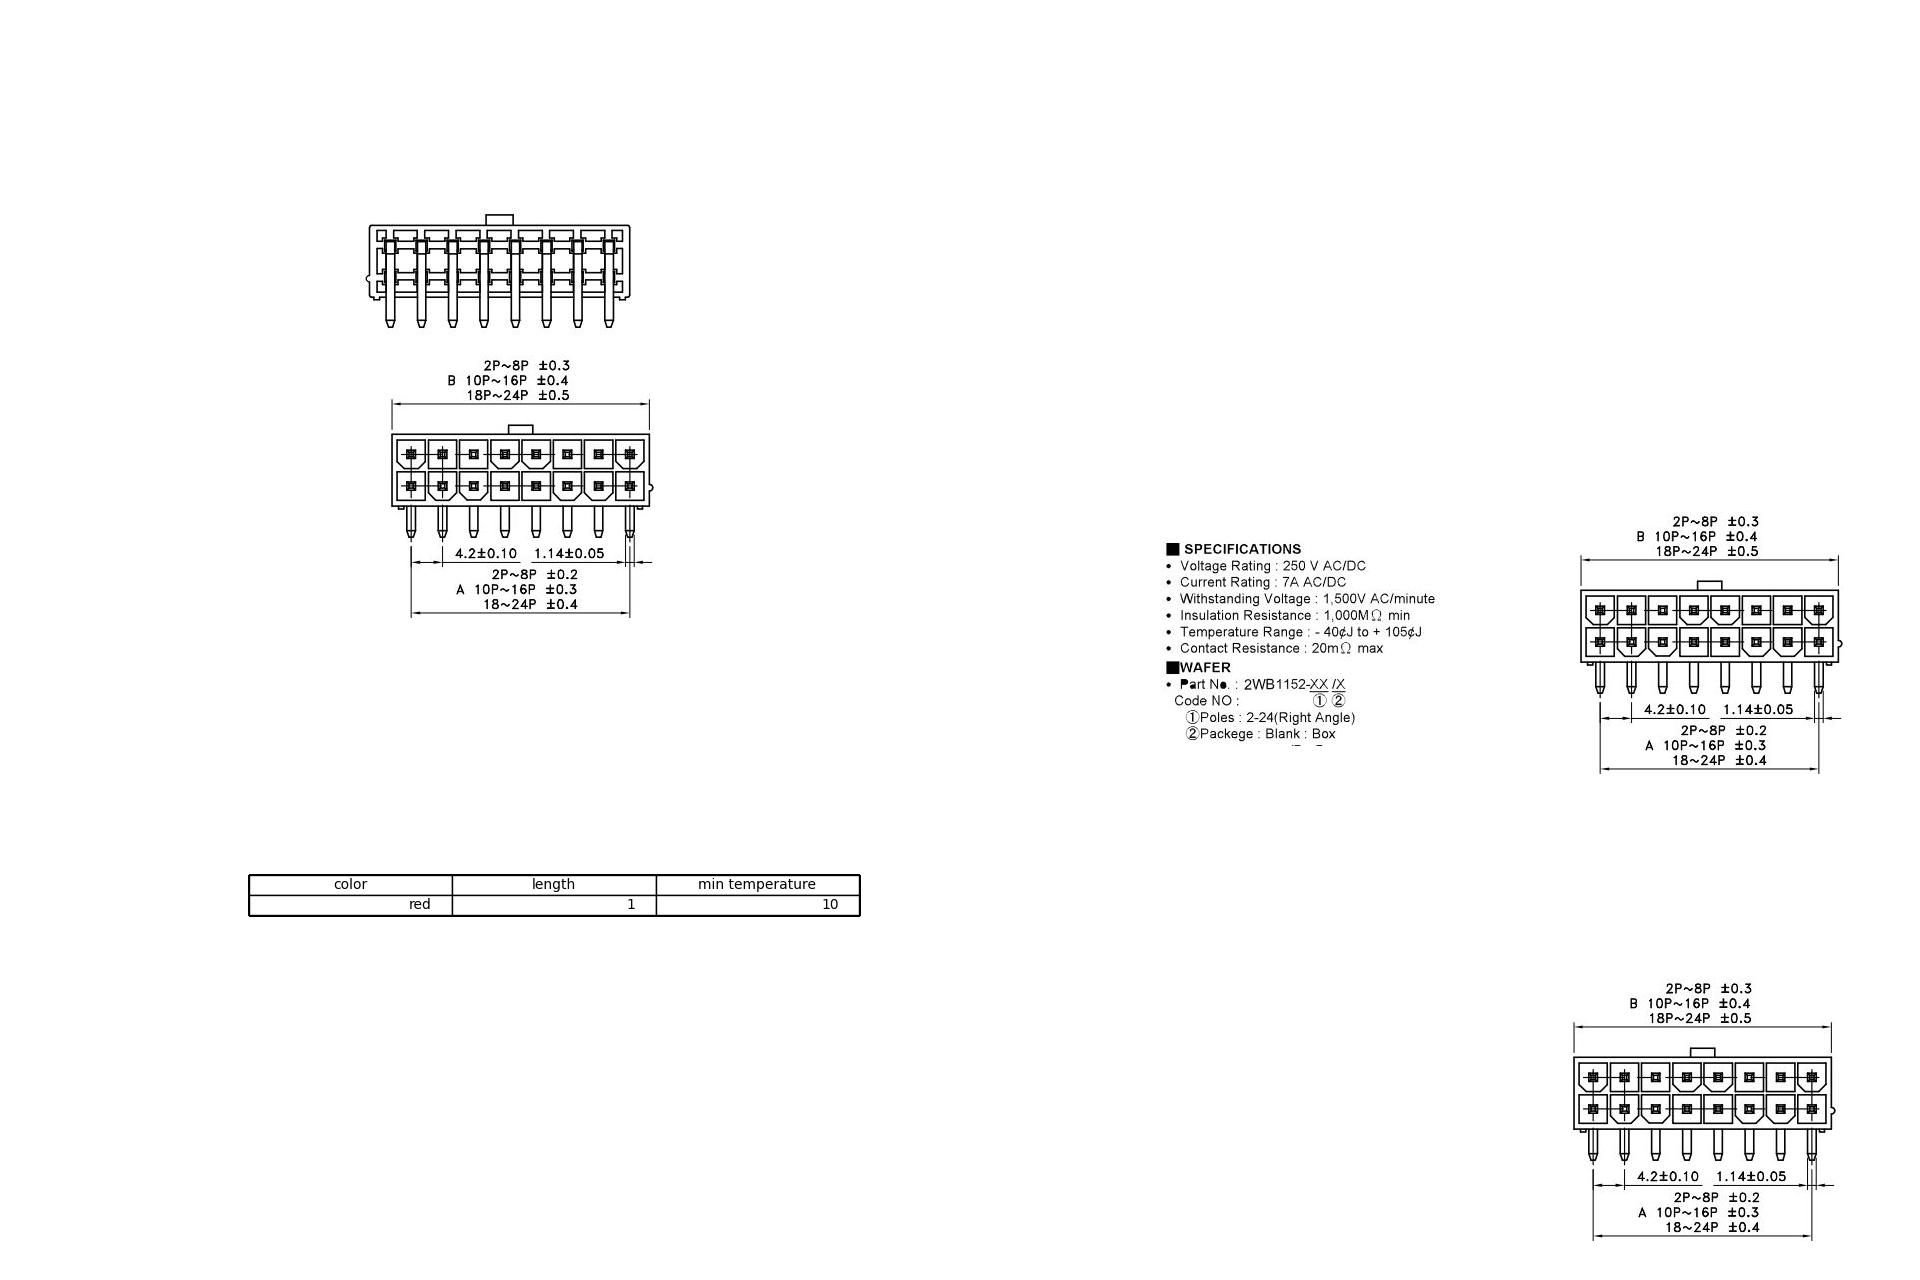 2P~8P ±0.3
B 10P~16P ±0.4
18P~24P ±0.5
4.2±0.10 1.14±0.05
2P~8P ±0.2
A 10P~16P ±0.3
18~24P ±0.4
■ SPECIFICATIONS
• Voltage Rating : 250 V AC/DC
• Current Rating : 7A AC/DC
• Withstanding Voltage : 1,500V AC/minute
• Insulation Resistance : 1,000MΩ min
• Temperature Range : - 40¢J to + 105¢J
• Contact Resistance : 20mΩ max
■WAFER
• Part No. : 2WB1152-XX /X
Code NO : ① ②
①Poles : 2-24(Right Angle)
②Packege : Blank : Box
2P~8P ±0.3
B 10P~16P ±0.4
18P~24P ±0.5
4.2±0.10 1.14±0.05
2P~8P ±0.2
A 10P~16P ±0.3
18~24P ±0.4
color length min temperature
red 1 10
2P~8P ±0.3
B 10P~16P ±0.4
18P~24P ±0.5
4.2±0.10 1.14±0.05
2P~8P ±0.2
A 10P~16P ±0.3
18~24P ±0.4